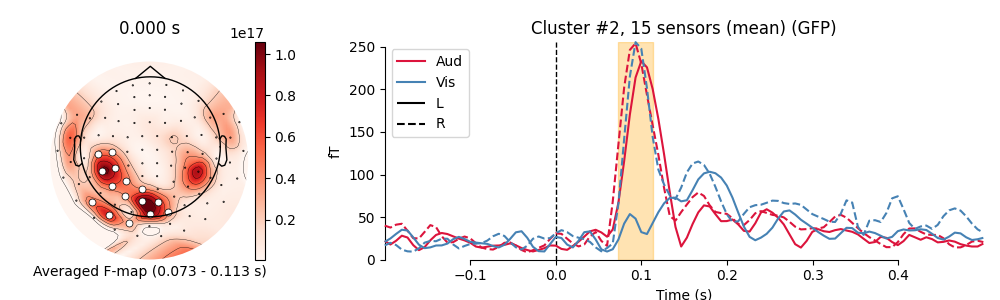 0.000 s
1e17
1.0
0.8
0.6
0.4
0.2
Averaged F-map (0.073 - 0.113 s)
Cluster #2, 15 sensors (mean) (GFP)
fT
250
200
150
100
50
0
Aud
Vis
L
R
−0.1
0.0
0.1
0.2
0.3
0.4
Time (s)